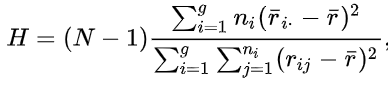 H = (N − 1) \frac{\sum_{i=1}^{g} n_i (\bar{r}_{i\cdot} − \bar{r})^2}{\sum_{i=1}^{g} \sum_{j=1}^{n_i} (r_{ij} − \bar{r})^2},